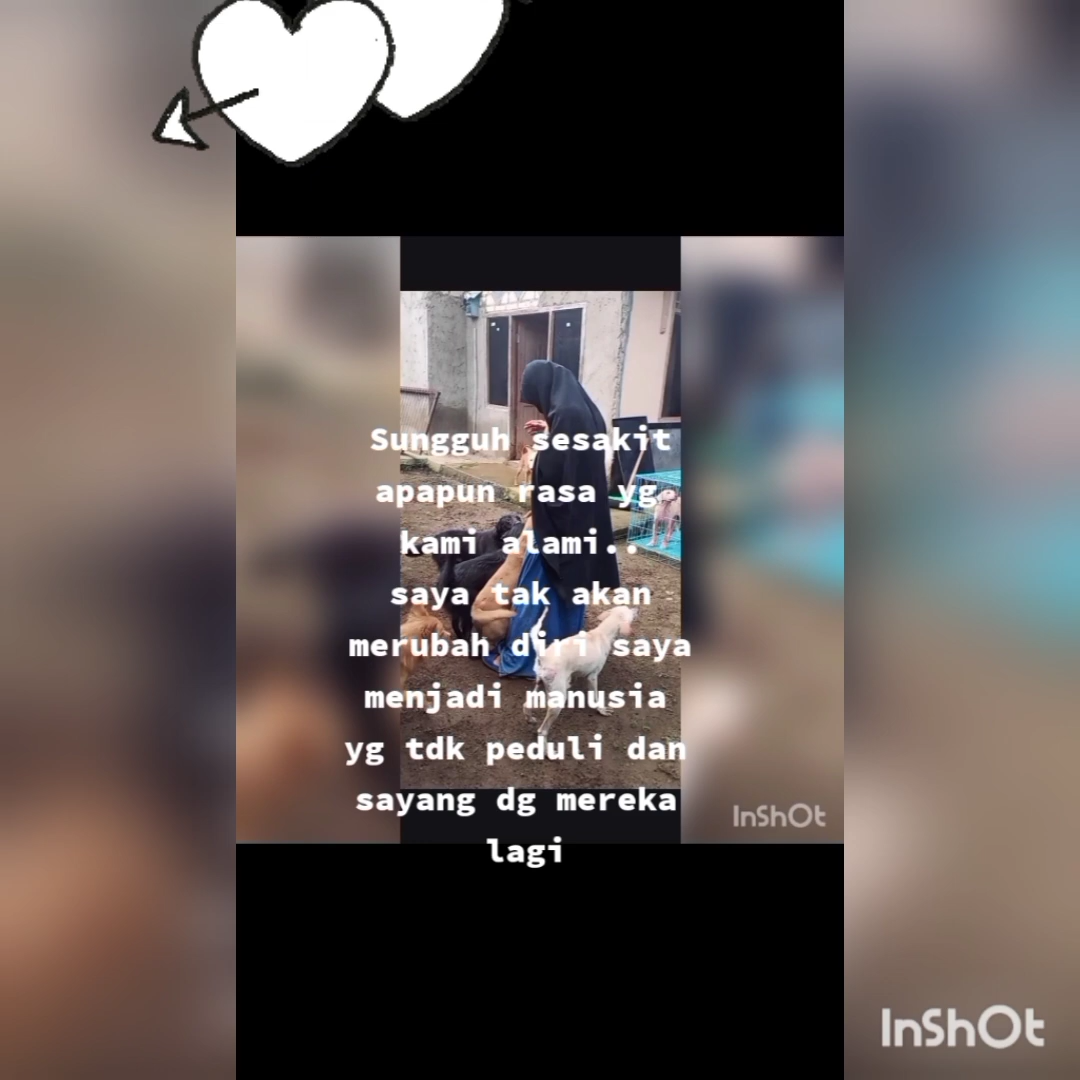 Sungguh sesakit
apapun rasa yg
kami alami..
saya tak akan
merubah diri saya
menjadi manusia
yg tdk peduli dan
sayang dg mereka
lagi
InShOt
InShOt